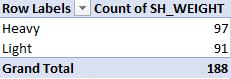 Row Labels Count of SH_WEIGHT
Heavy 97
Light 91
Grand Total 188